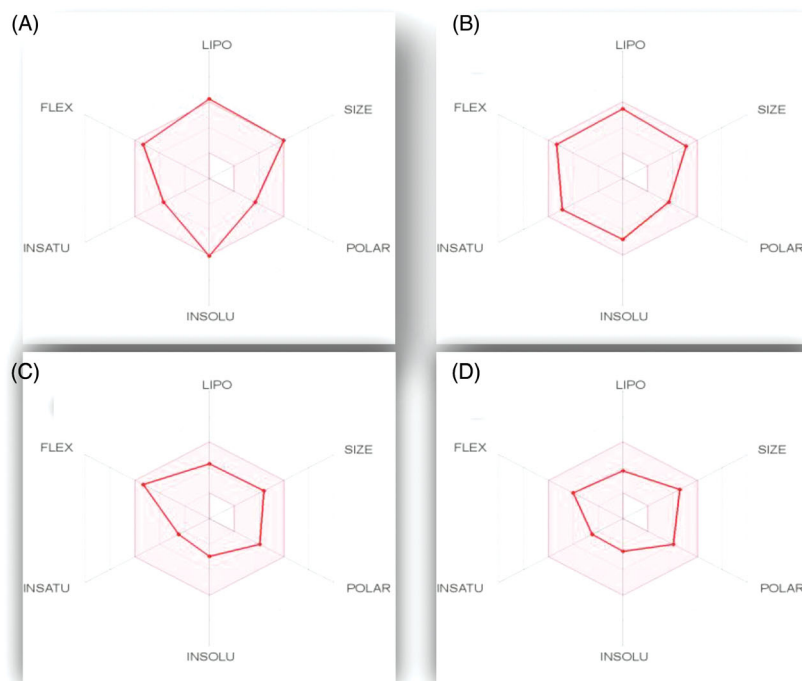 (A)
LIPO
FLEX
SIZE
INSATU
POLAR
INSOLU
(B)
LIPO
FLEX
SIZE
INSATU
POLAR
INSOLU
(C)
LIPO
FLEX
SIZE
INSATU
POLAR
INSOLU
(D)
LIPO
FLEX
SIZE
INSATU
POLAR
INSOLU